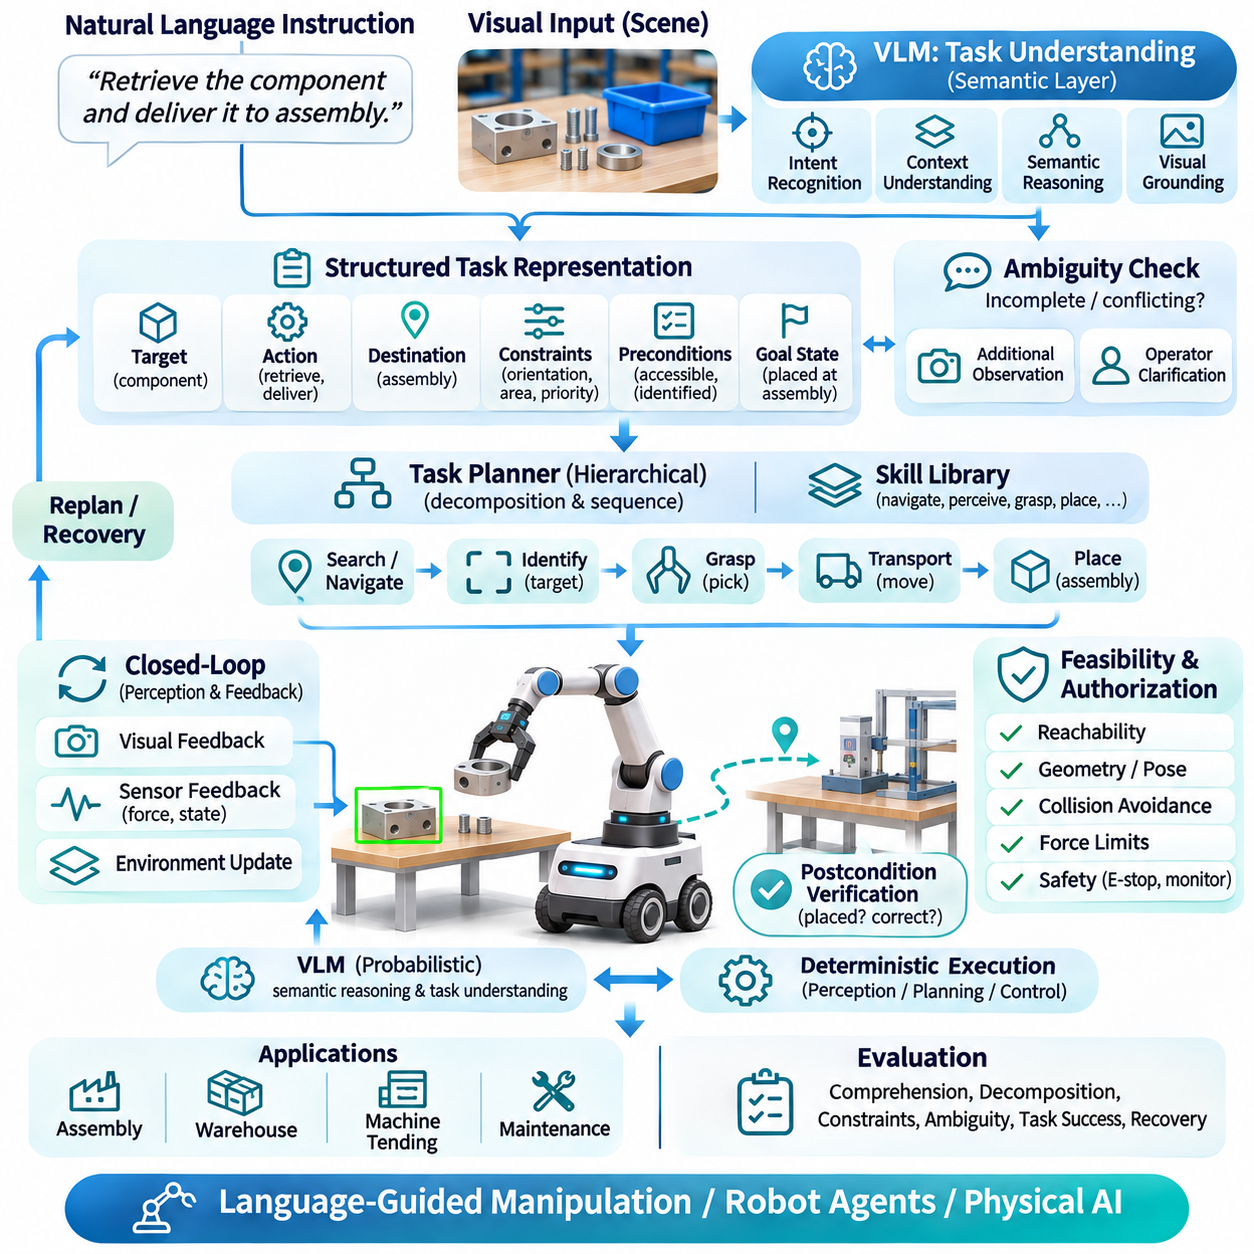 Natural Language Instruction
“Retrieve the component
and deliver it to assembly.”
Visual Input (Scene)
VLM: Task Understanding
(Semantic Layer)
Intent
Recognition
Context
Understanding
Semantic
Reasoning
Visual
Grounding
Structured Task Representation
Target
(component)
Action
(retrieve,
deliver)
Destination
(assembly)
Constraints
(orientation,
area, priority)
Preconditions
(accessible,
(identified)
Goal State
(placed at
assembly)
Ambiguity Check
Incomplete / conflicting?
Additional
Observation
Operator
Clarification
Replan /
Recovery
Task Planner (Hierarchical)
(decomposition & sequence)
Skill Library
(navigate, perceive, grasp, place, ...)
Search /
Navigate
Identify
(target)
Grasp
(pick)
Transport
(move)
Place
(assembly)
Closed-Loop
(Perception & Feedback)
Visual Feedback
Sensor Feedback
(force, state)
Environment Update
Feasibility &
Authorization
Reachability
Geometry / Pose
Collision Avoidance
Force Limits
Safety (E-stop, monitor)
Postcondition
Verification
(placed? correct?)
VLM (Probabilistic)
semantic reasoning & task understanding
Deterministic Execution
(Perception / Planning / Control)
Applications
Assembly
Warehouse
Machine
Tending
Maintenance
Evaluation
Comprehension, Decomposition,
Constraints, Ambiguity, Task Success, Recovery
Language-Guided Manipulation / Robot Agents / Physical AI